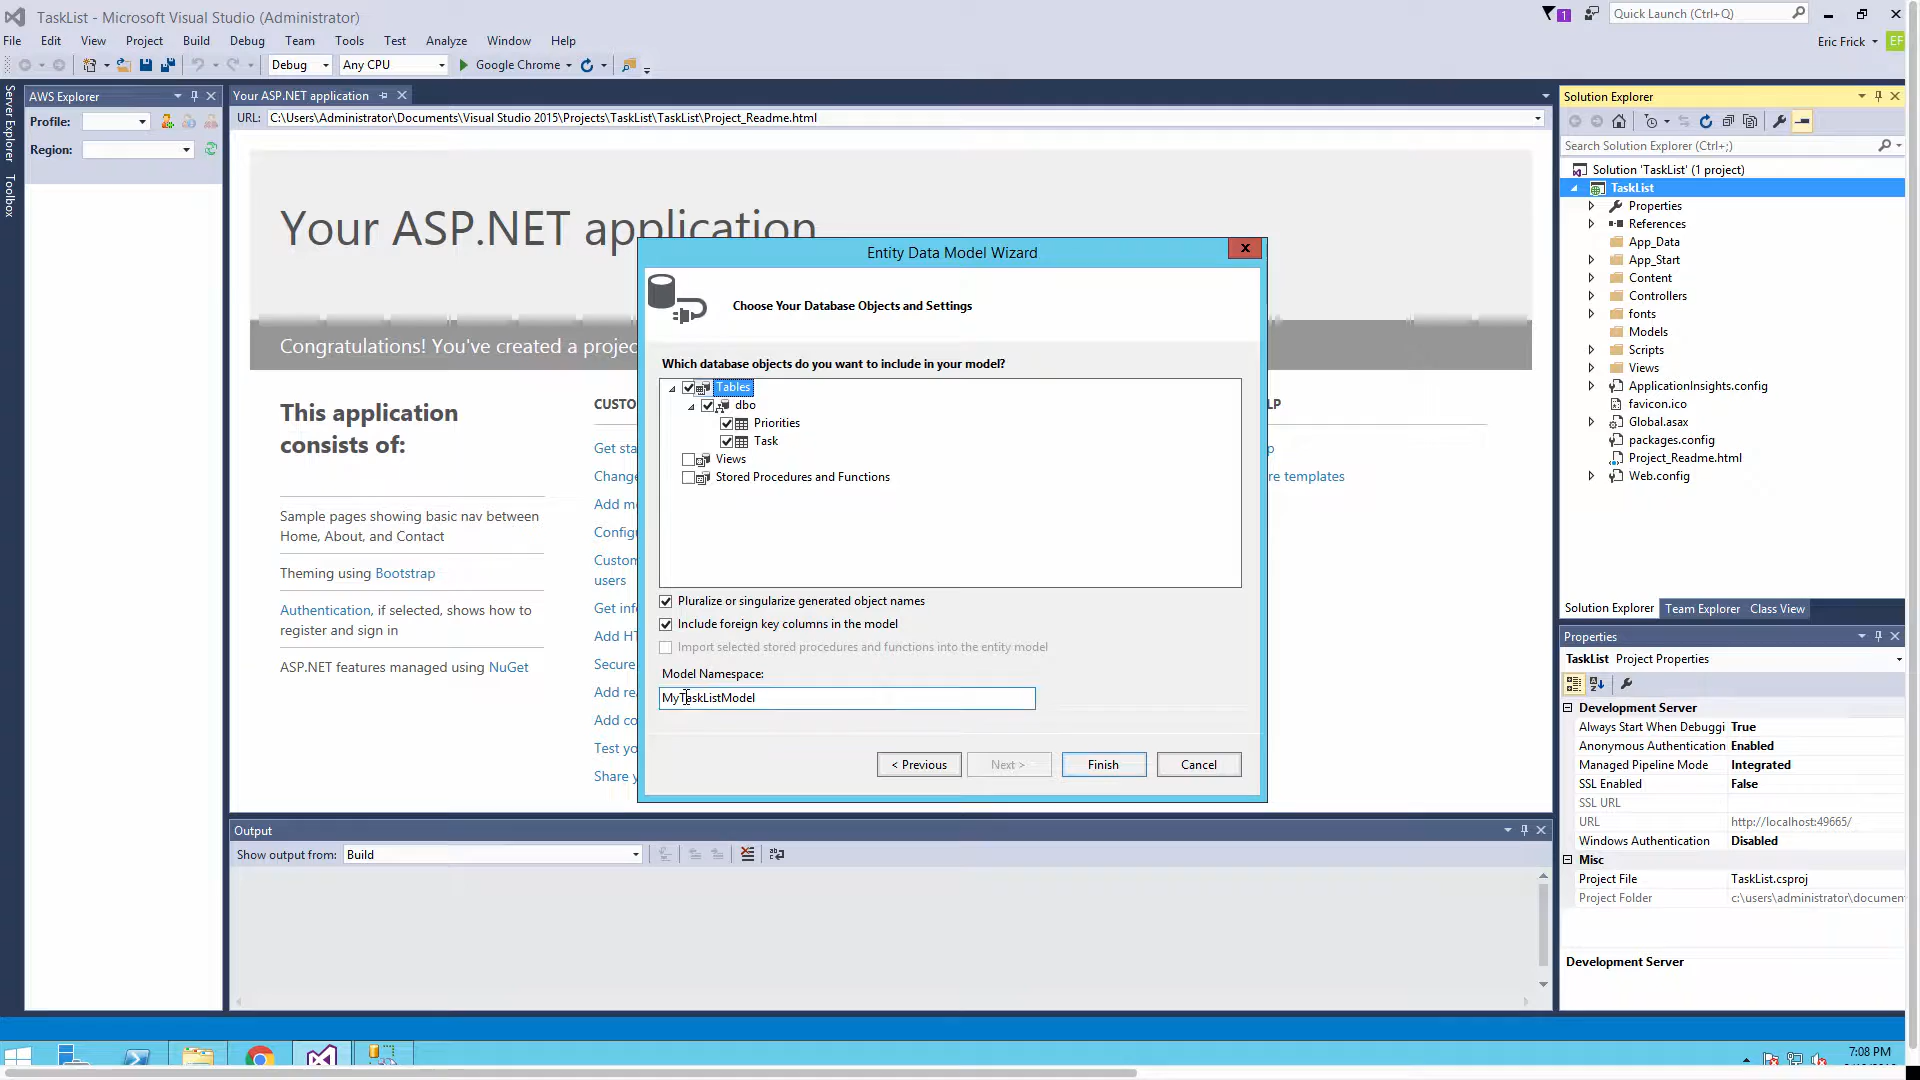 TaskList - Microsoft Visual Studio (Administrator)
1
Quick Launch (Ctrl+Q)
File Edit View Project Build Debug Team Tools Test Analyze Window Help
Eric Frick
EF
Debug
Any CPU
Google Chrome
Server Explorer
Toolbox
AWS Explorer
Profile:
Region:
Your ASP.NET application
URL: C:\Users\Administrator\Documents\Visual Studio 2015\Projects\TaskList\TaskList\Project_Readme.html
Your ASP.NET application
Congratulations! You've created a projec
This application
consists of:
Sample pages showing basic nav between
Home, About, and Contact
Theming using Bootstrap
Authentication, if selected, shows how to
register and sign in
ASP.NET features managed using NuGet
CUSTO
Get sta
Change
Add m
Configu
Custom
users
Get info
Add HT
Secure
Add rea
Add co
Test yo
Share y
LP
p
re templates
Entity Data Model Wizard
X
Choose Your Database Objects and Settings
Which database objects do you want to include in your model?
Tables
dbo
Priorities
Task
Views
Stored Procedures and Functions
Pluralize or singularize generated object names
Include foreign key columns in the model
Import selected stored procedures and functions into the entity model
Model Namespace:
MyTaskListModel
< Previous
Next >
Finish
Cancel
Output
Show output from: Build
Solution Explorer
Search Solution Explorer (Ctrl+;)
Solution 'TaskList' (1 project)
TaskList
Properties
References
App_Data
App_Start
Content
Controllers
fonts
Models
Scripts
Views
ApplicationInsights.config
favicon.ico
Global.asax
packages.config
Project_Readme.html
Web.config
Solution Explorer Team Explorer Class View
Properties
TaskList Project Properties
Development Server
Always Start When Debuggi True
Anonymous Authentication Enabled
Managed Pipeline Mode Integrated
SSL Enabled False
SSL URL
URL http://localhost:49665/
Windows Authentication Disabled
Misc
Project File TaskList.csproj
Project Folder c:\users\administrator\documen
Development Server
7:08 PM